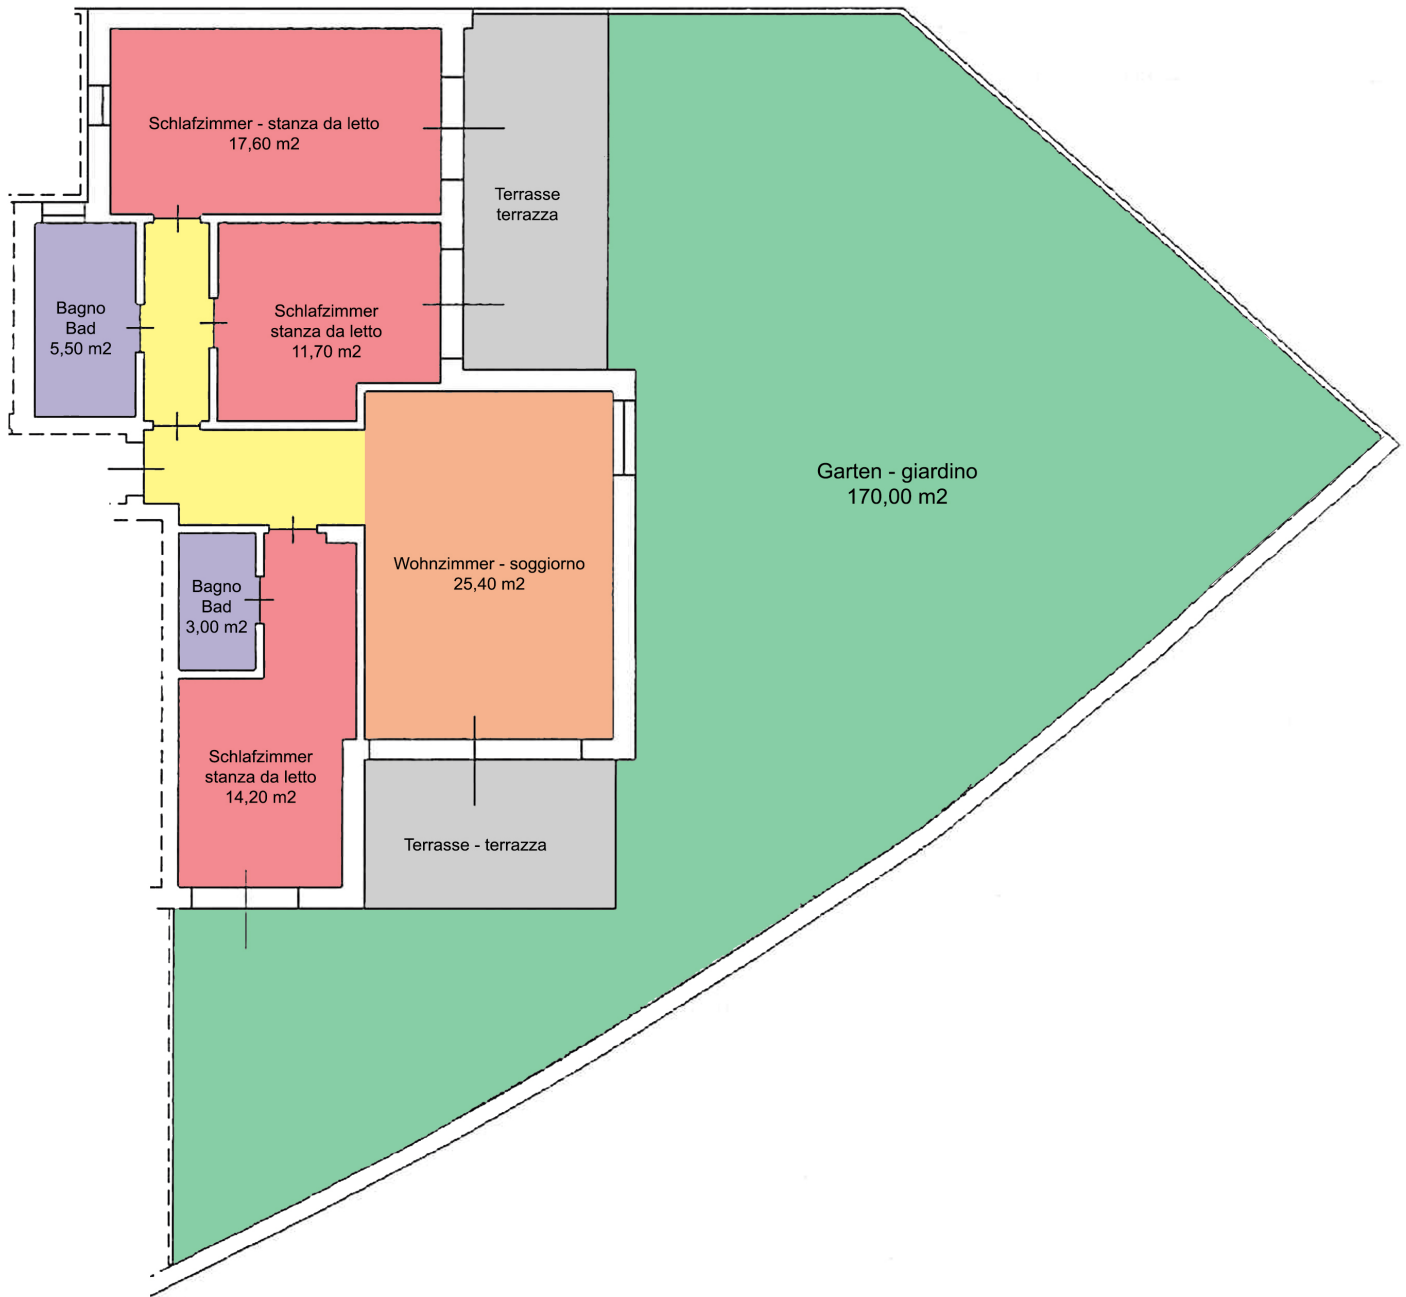 Schlafzimmer - stanza da letto
17,60 m2
Terrasse
terrazza
Bagno
Bad
5,50 m2
Schlafzimmer
stanza da letto
11,70 m2
Garten - giardino
170,00 m2
Wohnzimmer - soggiorno
25,40 m2
Bagno
Bad
3,00 m2
Schlafzimmer
stanza da letto
14,20 m2
Terrasse - terrazza